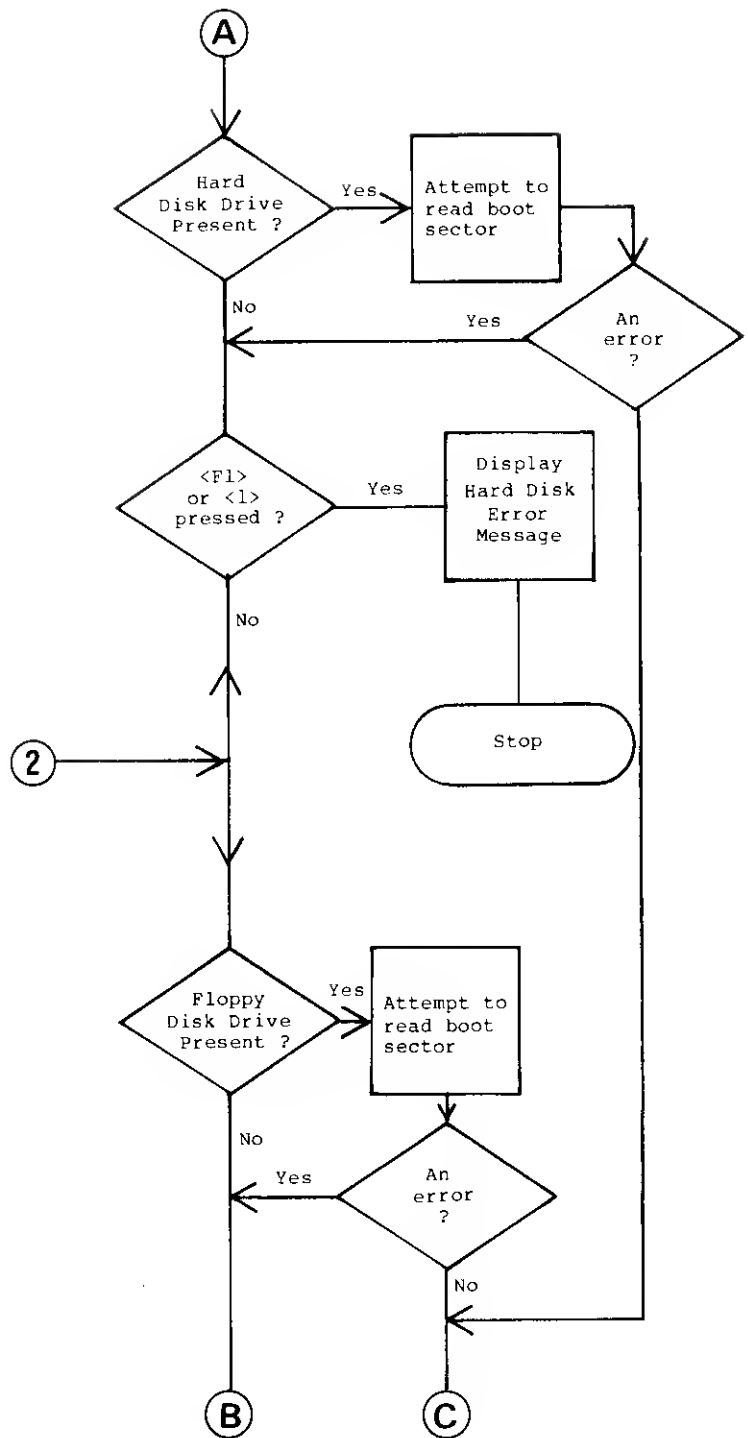 A
Hard
Disk Drive
Present ?
Yes
Attempt to
read boot
sector
No
Yes
An
error
?
<F1>
or <1>
pressed ?
Yes
Display
Hard Disk
Error
Message
No
Stop
2
Floppy
Disk Drive
Present ?
Yes
Attempt to
read boot
sector
No
Yes
An
error
?
No
B
C